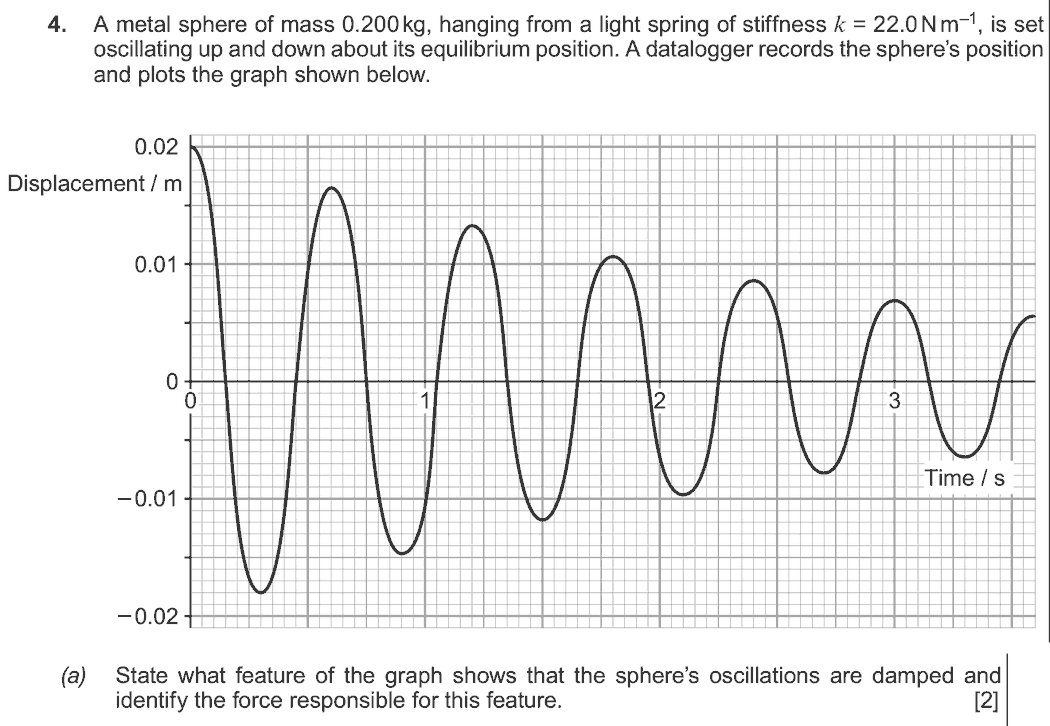 4. A metal sphere of mass 0.200 kg, hanging from a light spring of stiffness k = 22.0 N m⁻¹, is set
oscillating up and down about its equilibrium position. A datalogger records the sphere's position
and plots the graph shown below.
0.02
Displacement / m
0.01
0
0 1 2 3
Time / s
−0.01
−0.02
(a) State what feature of the graph shows that the sphere's oscillations are damped and
identify the force responsible for this feature. [2]